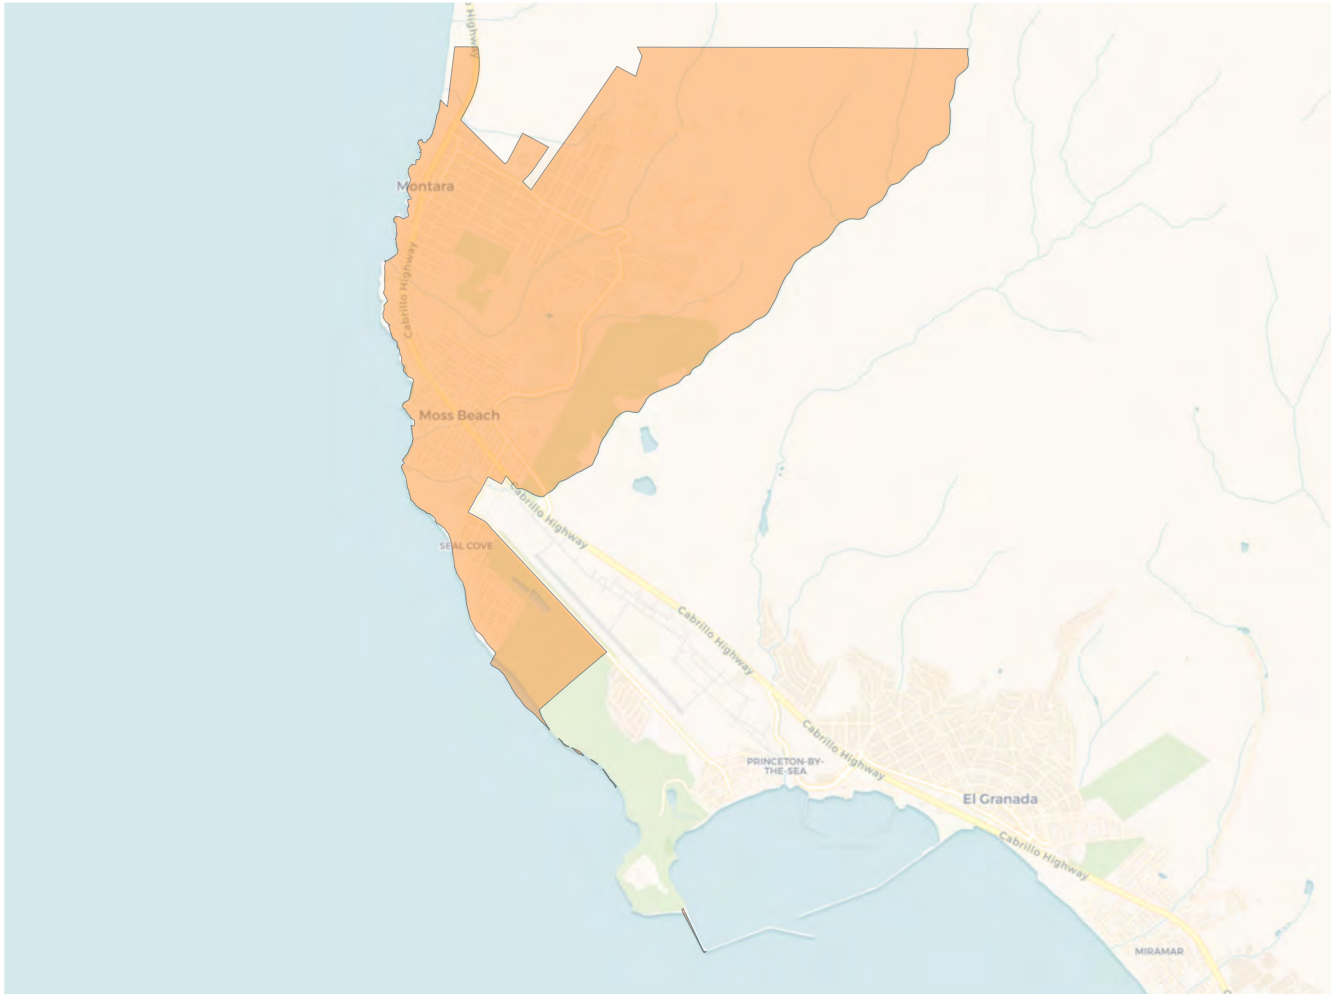 o Highway
Montara
Cabrillo Highway
Moss Beach
Cabrillo Highway
SEAL COVE
Cabrillo Highway
Cabrillo Highway
PRINCETON-BY-
THE-SEA
El Granada
Cabrillo Highway
MIRAMAR